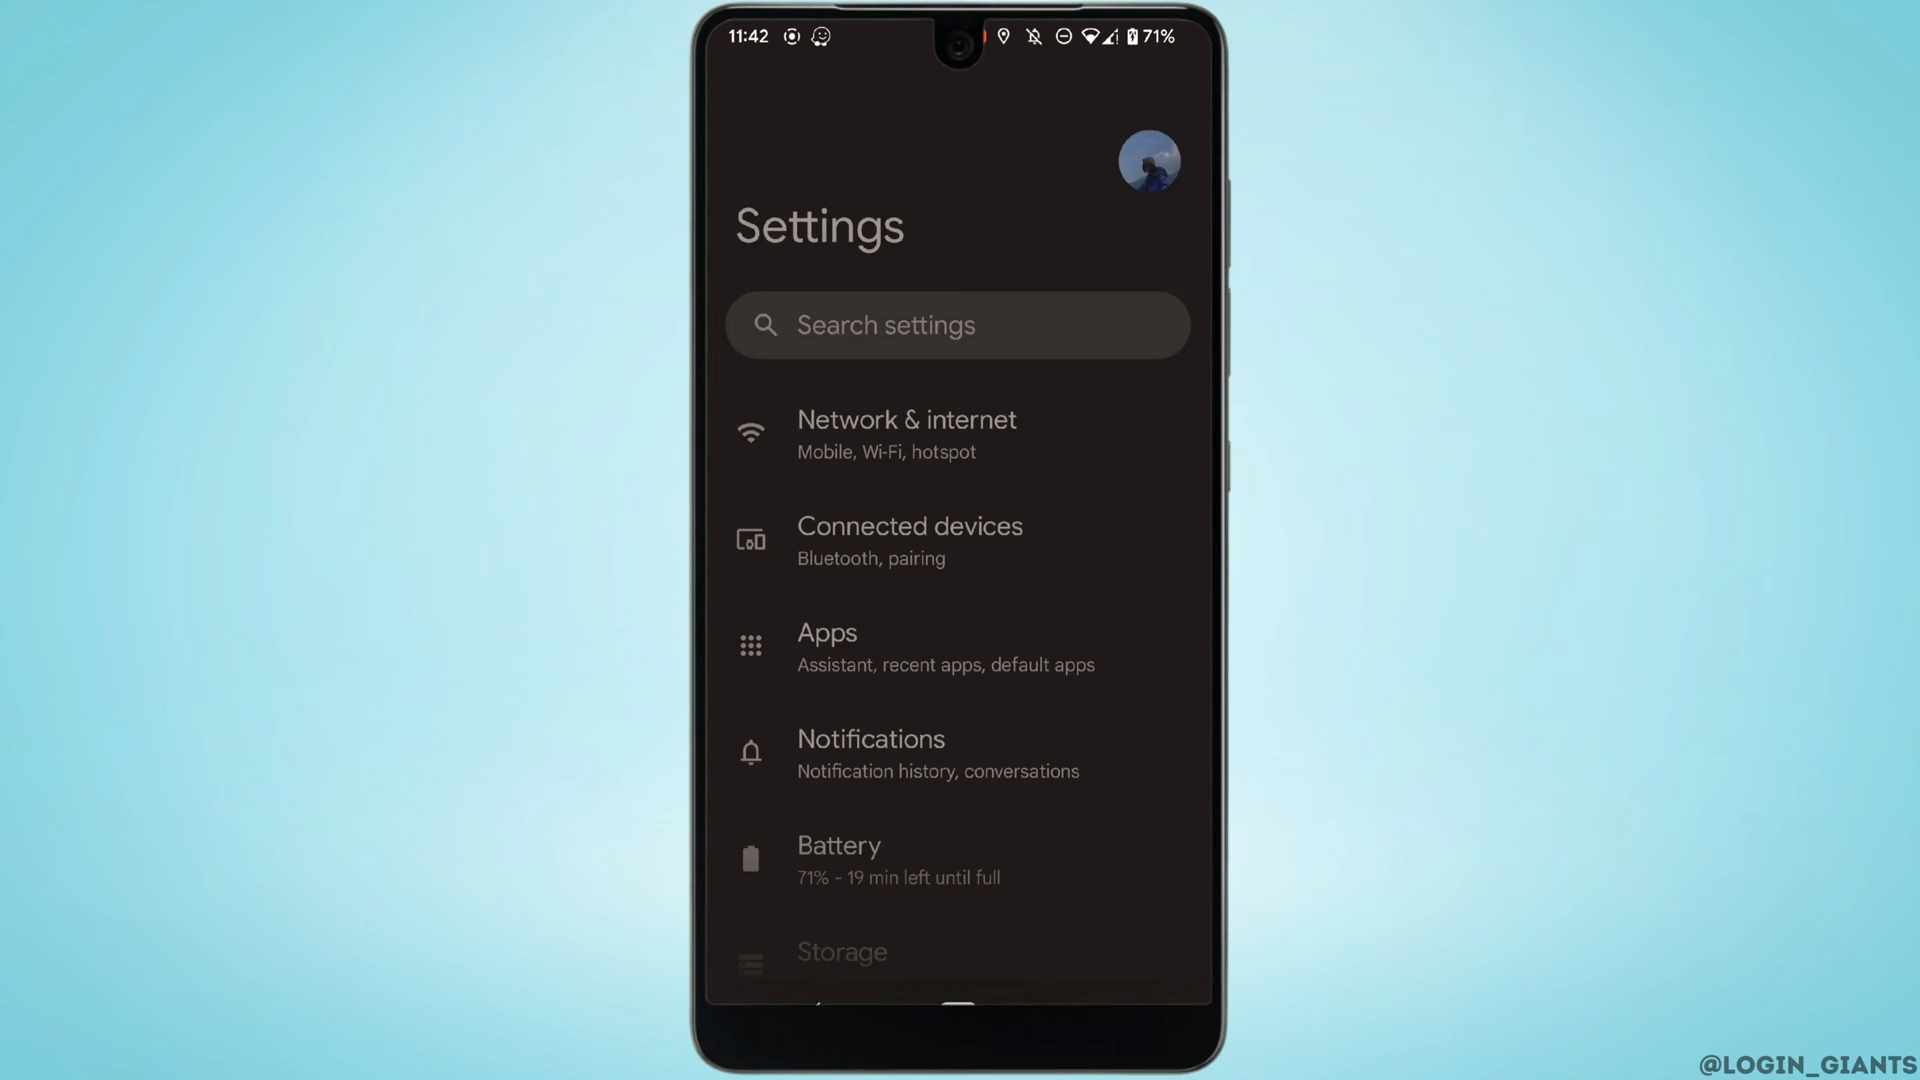 11:42
71%
Settings
Search settings
Network & internet
Mobile, Wi-Fi, hotspot
Connected devices
Bluetooth, pairing
Apps
Assistant, recent apps, default apps
Notifications
Notification history, conversations
Battery
71% - 19 min left until full
Storage
@LOGIN_GIANTS